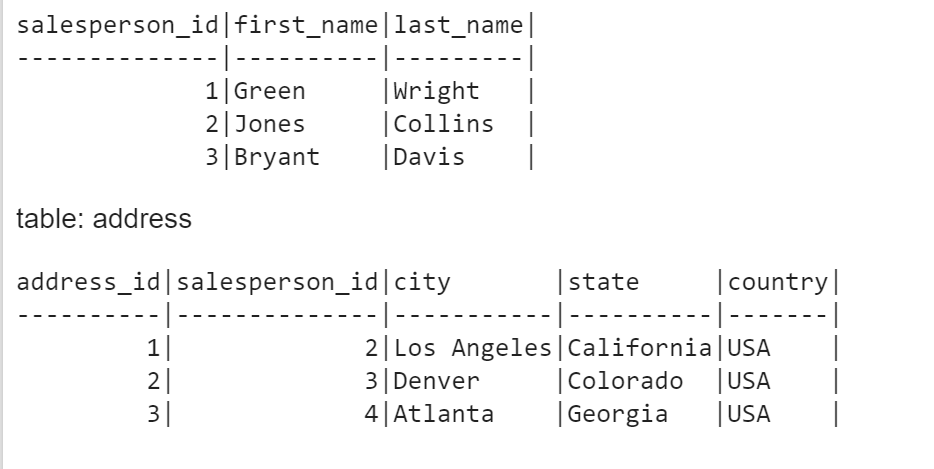 salesperson_id|first_name|last_name|
--------------|----------|---------|
             1|Green     |Wright   |
             2|Jones     |Collins  |
             3|Bryant    |Davis    |
table: address
address_id|salesperson_id|city       |state     |country|
----------|--------------|-----------|----------|-------|
         1|             2|Los Angeles|California|USA    |
         2|             3|Denver     |Colorado  |USA    |
         3|             4|Atlanta    |Georgia   |USA    |